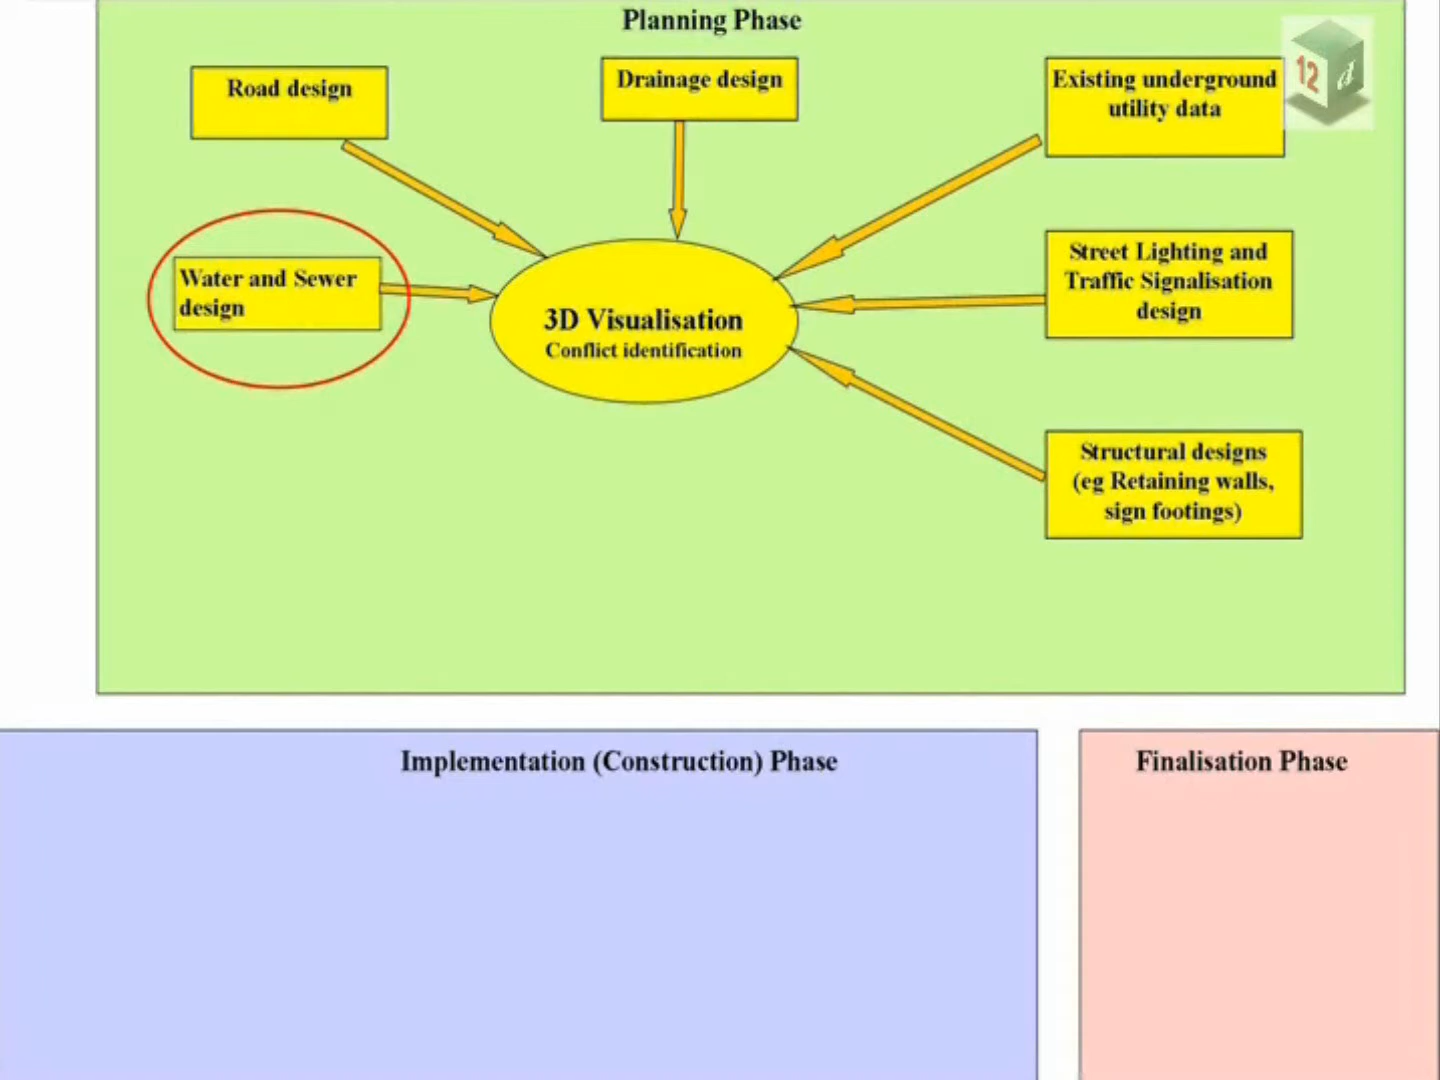 Planning Phase
Road design
Drainage design
Existing underground
utility data
12 d
Water and Sewer
design
3D Visualisation
Conflict identification
Street Lighting and
Traffic Signalisation
design
Structural designs
(eg Retaining walls,
sign footings)
Implementation (Construction) Phase
Finalisation Phase